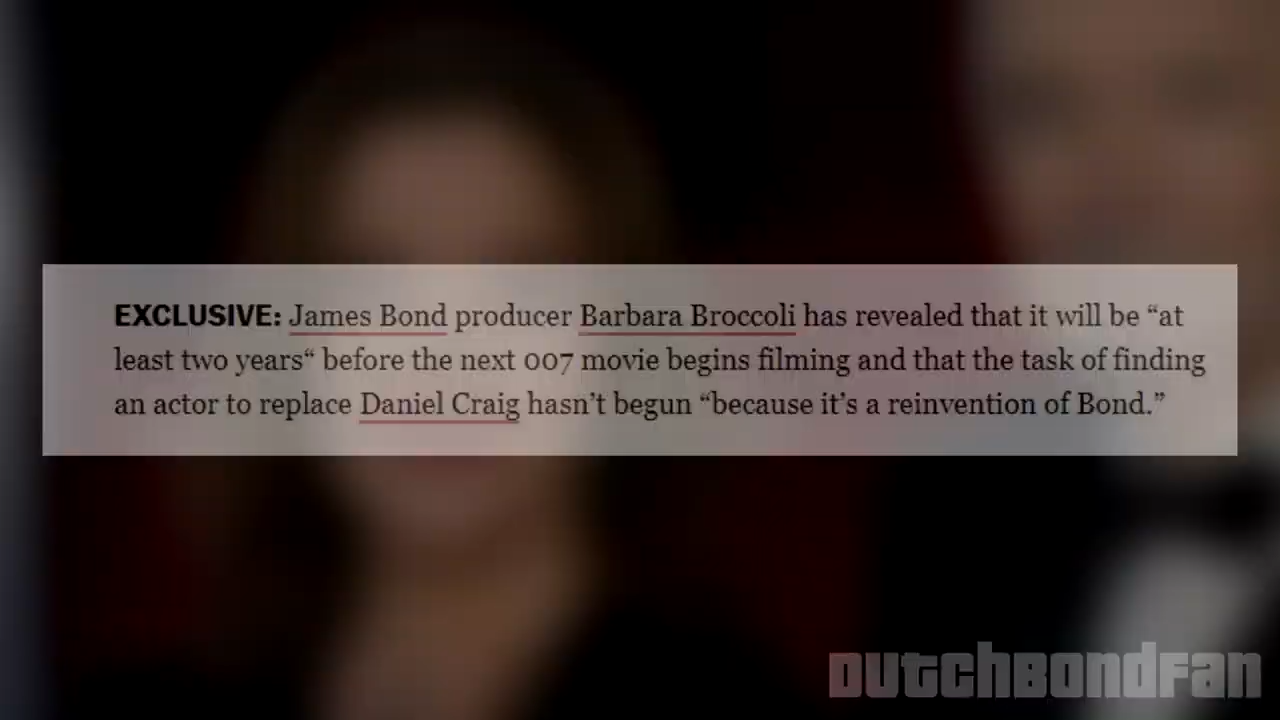 EXCLUSIVE: James Bond producer Barbara Broccoli has revealed that it will be “at
least two years“ before the next 007 movie begins filming and that the task of finding
an actor to replace Daniel Craig hasn’t begun “because it’s a reinvention of Bond.”
DUTCHBONDFAN